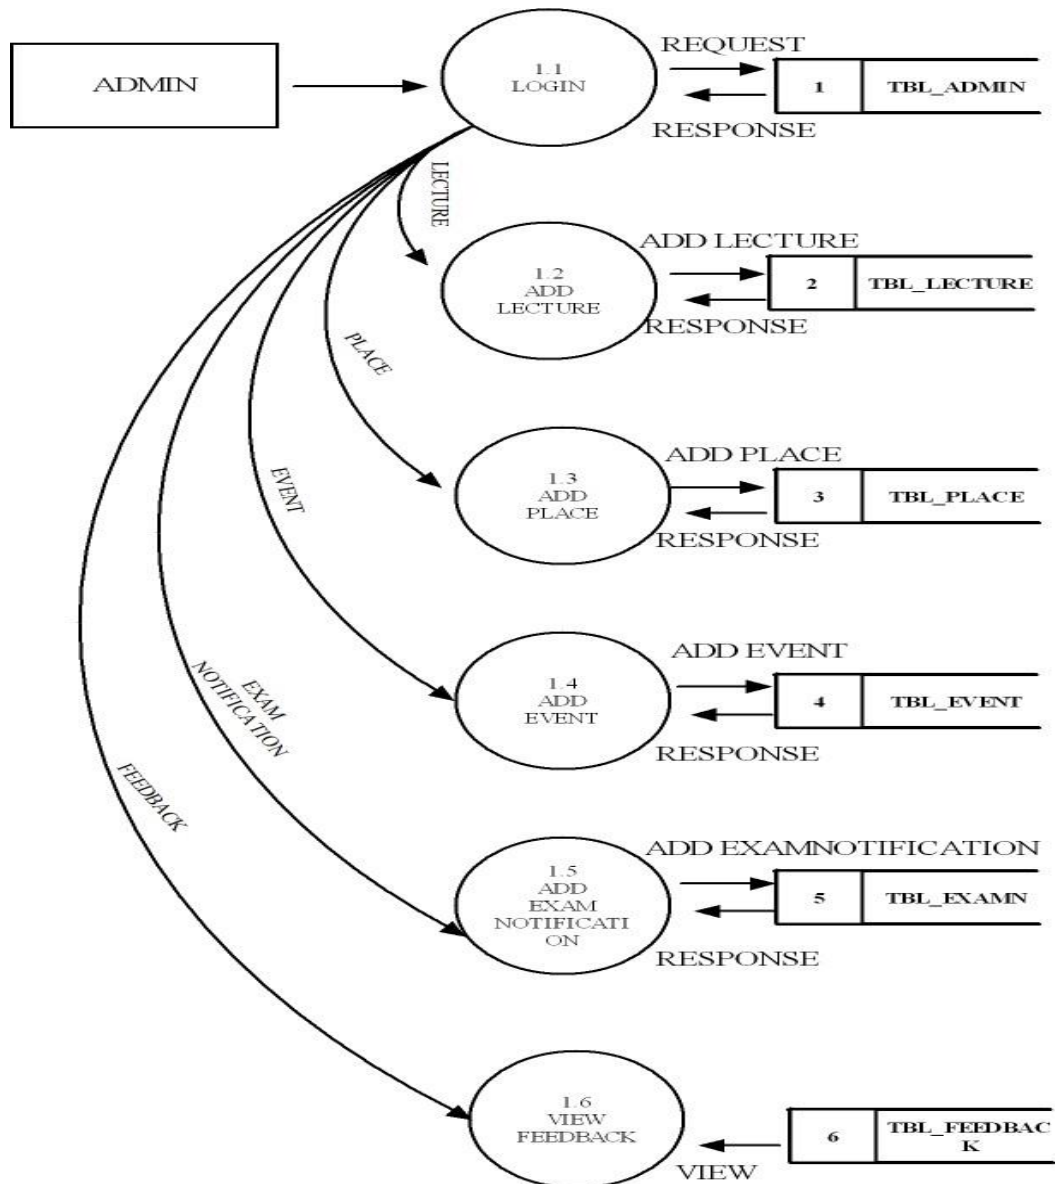 REQUEST
ADMIN
1.1
LOGIN
1
TBL_ADMIN
RESPONSE
LECTURE
ADD LECTURE
1.2
ADD
LECTURE
2
TBL_LECTURE
RESPONSE
PLACE
ADD PLACE
1.3
ADD
PLACE
3
TBL_PLACE
RESPONSE
EVENT
ADD EVENT
1.4
ADD
EVENT
4
TBL_EVENT
RESPONSE
EXAM
NOTIFICATION
FEEDBACK
ADD EXAMNOTIFICATION
1.5
ADD
EXAM
NOTIFICATI
ON
5
TBL_EXAMN
RESPONSE
1.6
VIEW
FEEDBACK
6
TBL_FEEDBAC
K
VIEW